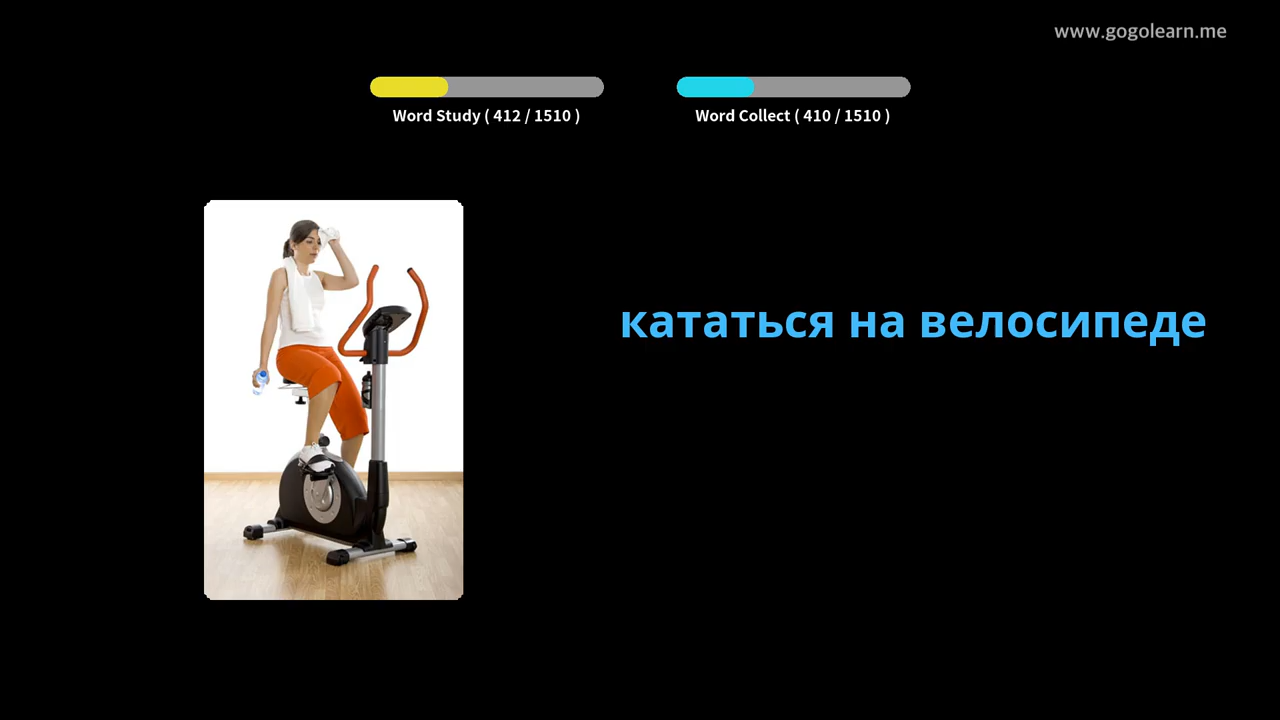 www.gogolearn.me
Word Study ( 412 / 1510 )
Word Collect ( 410 / 1510 )
кататься на велосипеде